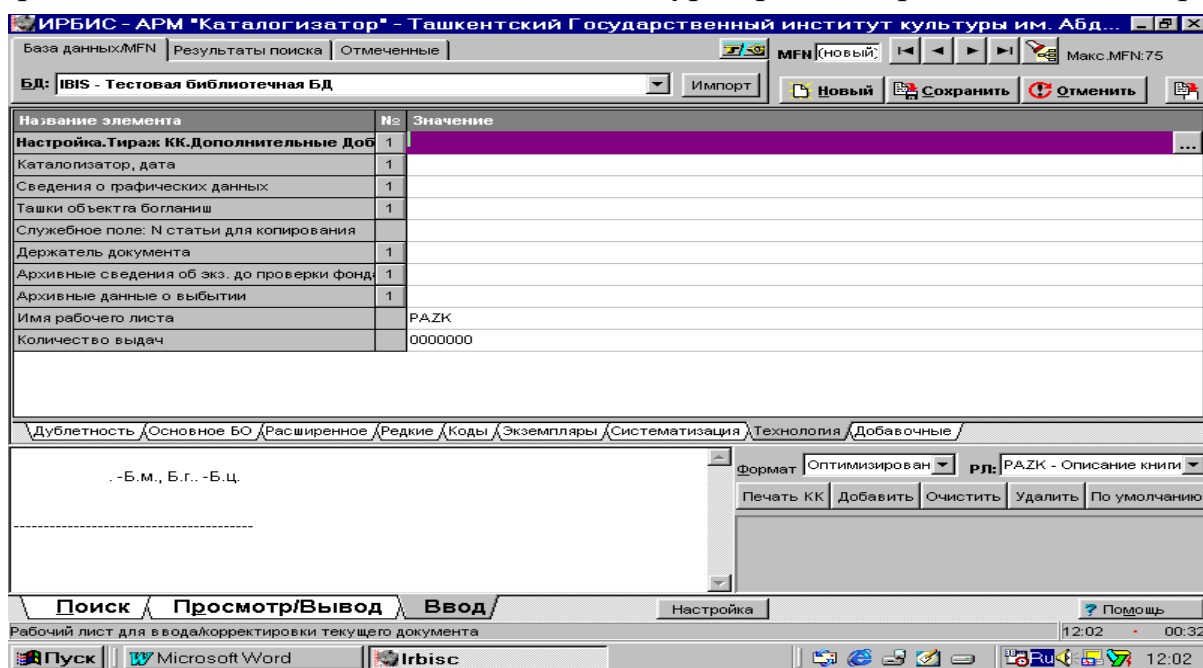 ИРБИС - АРМ "Каталогизатор" - Ташкентский Государственный институт культуры им. Абд...
База данных/MFN Результаты поиска Отмеченные MFN (новый) Макс.MFN:75
БД: IBIS - Тестовая библиотечная БД Импорт Новый Сохранить Отменить
Название элемента № Значение
Настройка.Тираж КК.Дополнительные Доб 1 ...
Каталогизатор, дата 1
Сведения о графических данных 1
Ташки объектга богланиш 1
Служебное поле: N статьи для копирования
Держатель документа 1
Архивные сведения об экз. до проверки фонд 1
Архивные данные о выбытии 1
Имя рабочего листа PAZK
Количество выдач 0000000
Дублетность Основное БО Расширенное Редкие Коды Экземпляры Систематизация Технология Добавочные
. -Б.м., Б.г.. -Б.ц.
Формат Оптимизирован РЛ: PAZK - Описание книги
Печать КК Добавить Очистить Удалить По умолчанию
---------------------------------------
Поиск Просмотр/Вывод Ввод Настройка ? Помощь
Рабочий лист для ввода/корректировки текущего документа 12:02 00:32
Пуск Microsoft Word Irbisc Ru 12:02